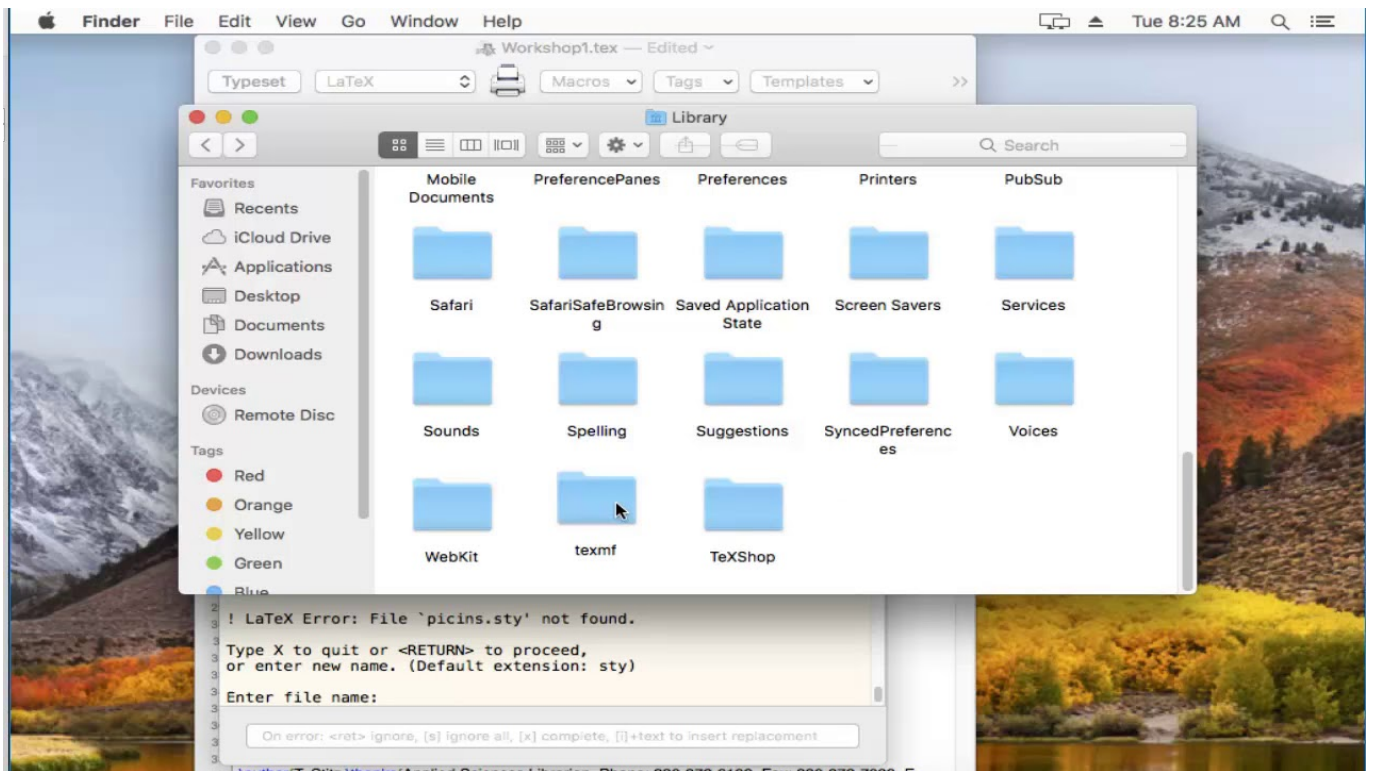 Finder File Edit View Go Window Help Tue 8:25 AM
Workshop1.tex — Edited
Typeset LaTeX Macros Tags Templates >>
Library
Search
Favorites
Recents
iCloud Drive
Applications
Desktop
Documents
Downloads
Devices
Remote Disc
Tags
Red
Orange
Yellow
Green
Blue
Mobile
Documents
PreferencePanes
Preferences
Printers
PubSub
Safari
SafariSafeBrowsin
g
Saved Application
State
Screen Savers
Services
Sounds
Spelling
Suggestions
SyncedPreferenc
es
Voices
WebKit
texmf
TeXShop
! LaTeX Error: File `picins.sty' not found.
Type X to quit or <RETURN> to proceed,
or enter new name. (Default extension: sty)
Enter file name:
On error: <ret> ignore, [s] ignore all, [x] complete, [i]+text to insert replacement